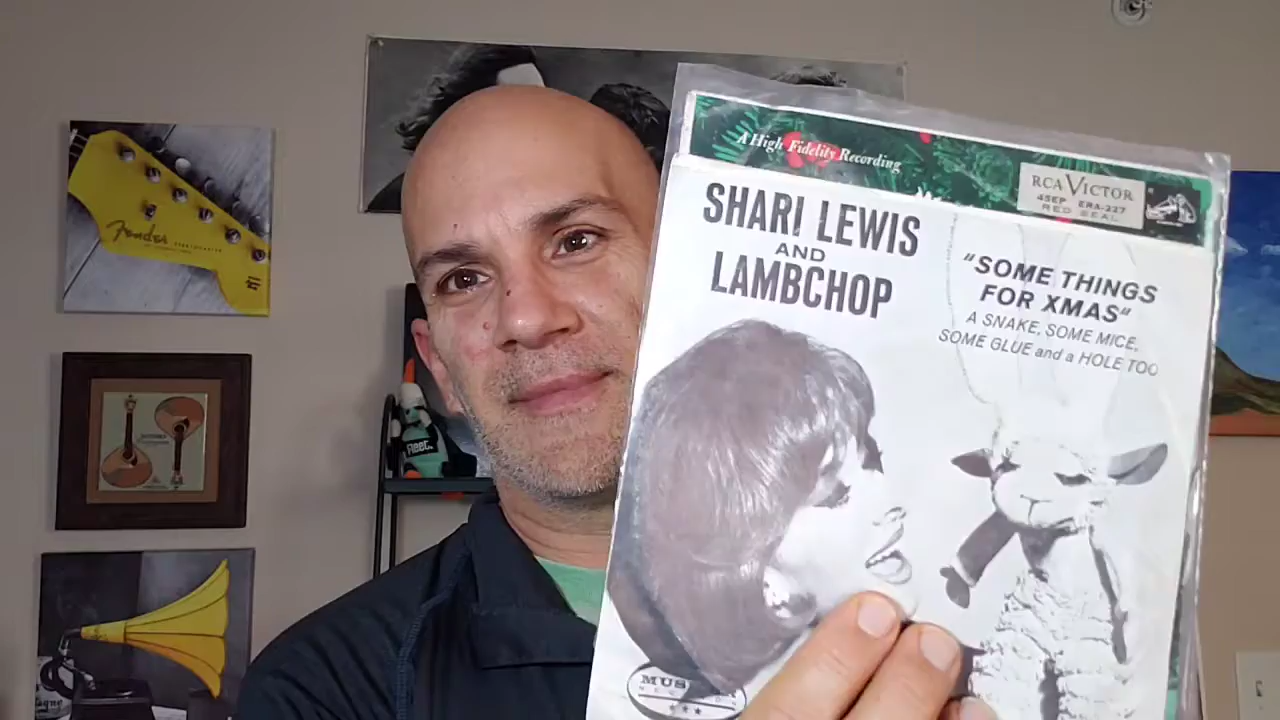 A High Fidelity Recording
RCA VICTOR
45EP ERA-227
RED SEAL
SHARI LEWIS
AND
LAMBCHOP
"SOME THINGS
FOR XMAS"
A SNAKE, SOME MICE,
SOME GLUE and a HOLE TOO
Fender
Fleet.